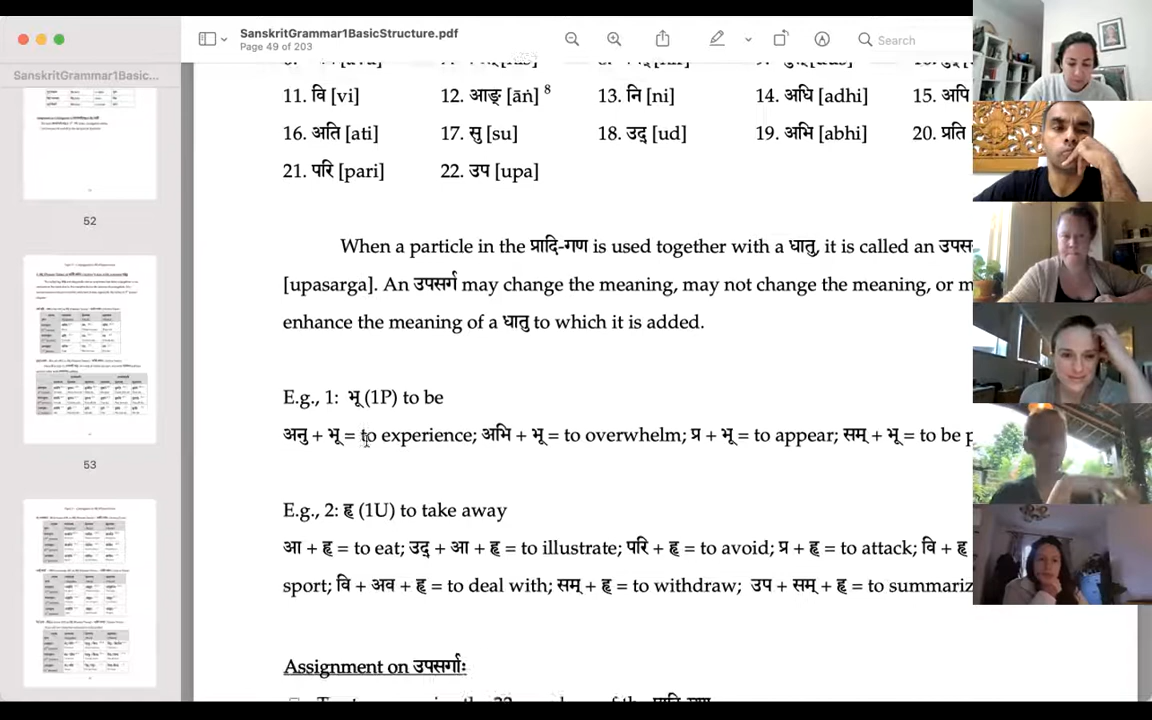 SanskritGrammar1BasicStructure.pdf
Page 49 of 203
Search
SanskritGrammar1Basic...
11. वि [vi] 12. आङ् [āṅ] 8 13. नि [ni] 14. अधि [adhi] 15. अपि
16. अति [ati] 17. सु [su] 18. उद् [ud] 19. अभि [abhi] 20. प्रति
21. परि [pari] 22. उप [upa]
52
When a particle in the प्रादि-गण is used together with a धातु, it is called an
[upasarga]. An उपसर्ग may change the meaning, may not change the meaning, or
enhance the meaning of a धातु to which it is added.
E.g., 1: भू (1P) to be
अनु + भू = to experience; अभि + भू = to overwhelm; प्र + भू = to appear; सम् + भू = to be
53
E.g., 2: हृ (1U) to take away
आ + हृ = to eat; उद् + आ + हृ = to illustrate; परि + हृ = to avoid; प्र + हृ = to attack; वि + हृ
sport; वि + अव + हृ = to deal with; सम् + हृ = to withdraw; उप + सम् + हृ = to
Assignment on उपसर्गाः